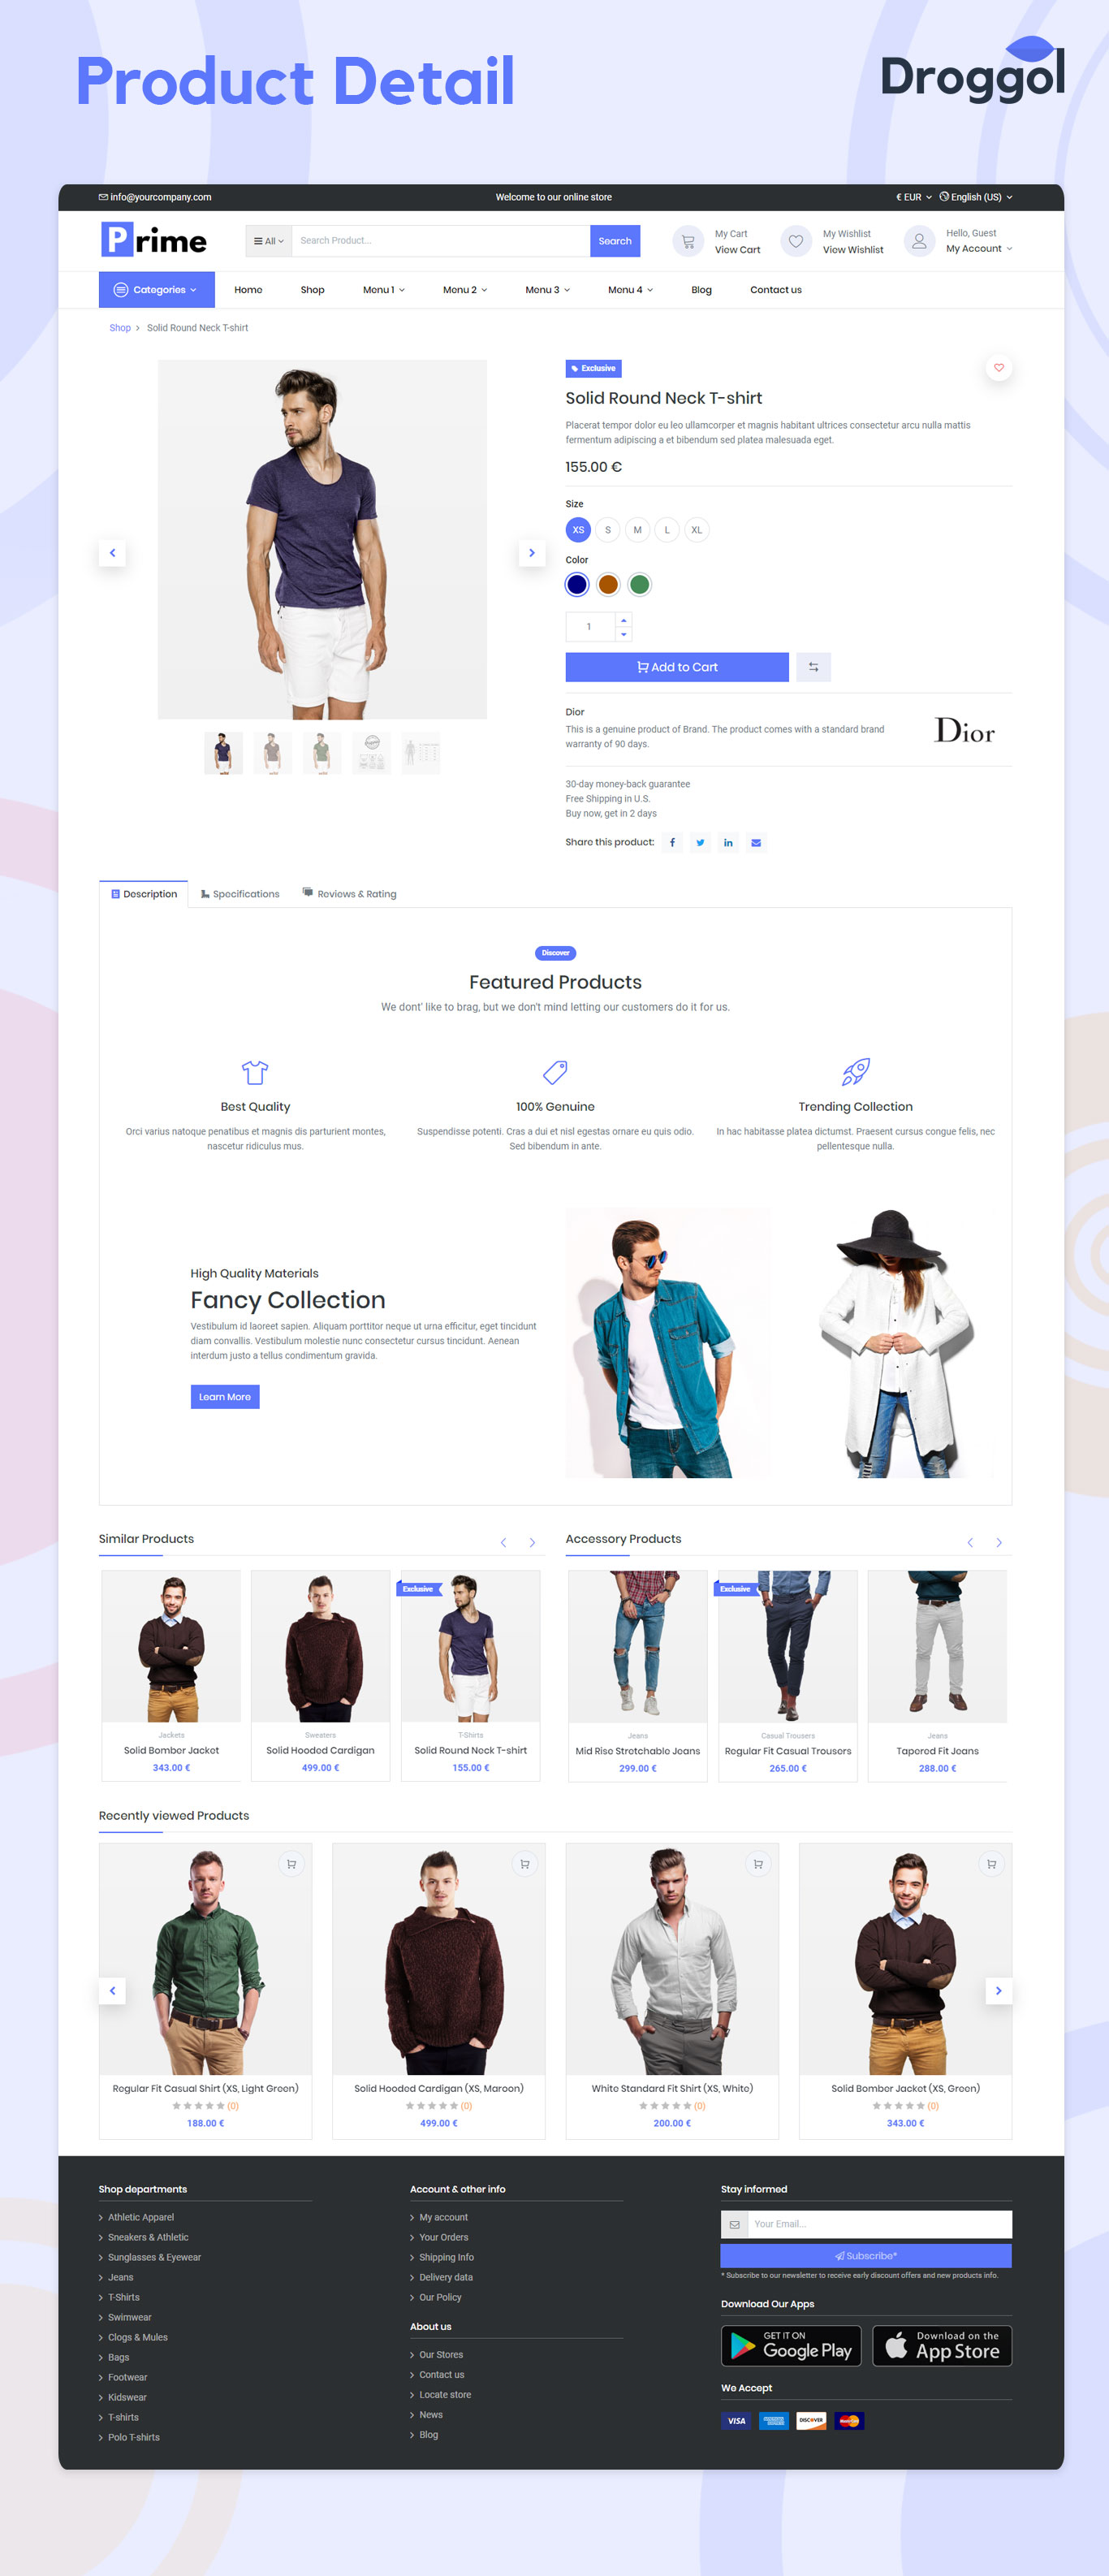 Product Detail
Droggol
info@yourcompany.com
Welcome to our online store
€ EUR
English (US)
Prime
All
Search Product...
Search
My Cart
View Cart
My Wishlist
View Wishlist
Hello, Guest
My Account
Categories
Home
Shop
Menu 1
Menu 2
Menu 3
Menu 4
Blog
Contact us
Shop > Solid Round Neck T-shirt
Exclusive
Solid Round Neck T-shirt
Placerat tempor dolor eu leo ullamcorper et magnis habitant ultrices consectetur arcu nulla mattis
fermentum adipiscing a et bibendum sed platea malesuada eget.
155.00 €
Size
XS
S
M
L
XL
Color
1
Add to Cart
Dior
This is a genuine product of Brand. The product comes with a standard brand
warranty of 90 days.
Dior
30-day money-back guarantee
Free Shipping in U.S.
Buy now, get in 2 days
Share this product:
Description
Specifications
Reviews & Rating
Discover
Featured Products
We dont' like to brag, but we don't mind letting our customers do it for us.
Best Quality
Orci varius natoque penatibus et magnis dis parturient montes,
nascetur ridiculus mus.
100% Genuine
Suspendisse potenti. Cras a dui et nisl egestas ornare eu quis odio.
Sed bibendum in ante.
Trending Collection
In hac habitasse platea dictumst. Praesent cursus congue felis, nec
pellentesque nulla.
High Quality Materials
Fancy Collection
Vestibulum id laoreet sapien. Aliquam porttitor neque ut urna efficitur, eget tincidunt
diam convallis. Vestibulum molestie nunc consectetur cursus tincidunt. Aenean
interdum justo a tellus condimentum gravida.
Learn More
Similar Products
Jackets
Solid Bomber Jacket
343.00 €
Sweaters
Solid Hooded Cardigan
499.00 €
Exclusive
T-Shirts
Solid Round Neck T-shirt
155.00 €
Accessory Products
Jeans
Mid Rise Stretchable Jeans
299.00 €
Exclusive
Casual Trousers
Regular Fit Casual Trousers
265.00 €
Jeans
Tapered Fit Jeans
288.00 €
Recently viewed Products
Regular Fit Casual Shirt (XS, Light Green)
(0)
188.00 €
Solid Hooded Cardigan (XS, Maroon)
(0)
499.00 €
White Standard Fit Shirt (XS, White)
(0)
200.00 €
Solid Bomber Jacket (XS, Green)
(0)
343.00 €
Shop departments
Athletic Apparel
Sneakers & Athletic
Sunglasses & Eyewear
Jeans
T-Shirts
Swimwear
Clogs & Mules
Bags
Footwear
Kidswear
T-shirts
Polo T-shirts
Account & other info
My account
Your Orders
Shipping Info
Delivery data
Our Policy
About us
Our Stores
Contact us
Locate store
News
Blog
Stay informed
Your Email...
Subscribe*
* Subscribe to our newsletter to receive early discount offers and new products info.
Download Our Apps
GET IT ON
Google Play
Download on the
App Store
We Accept
VISA
DISCOVER
MasterCard